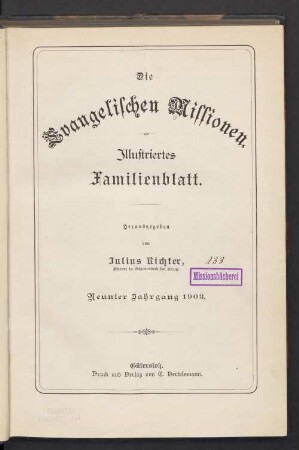 Die
Evangelischen Missionen.
Illustriertes
Familienblatt.
Herausgegeben
von
Julius Richter,
133
Missionsbücherei
Neunter Jahrgang 1903.
Gütersloh.
Druck und Verlag von C. Bertelsmann.